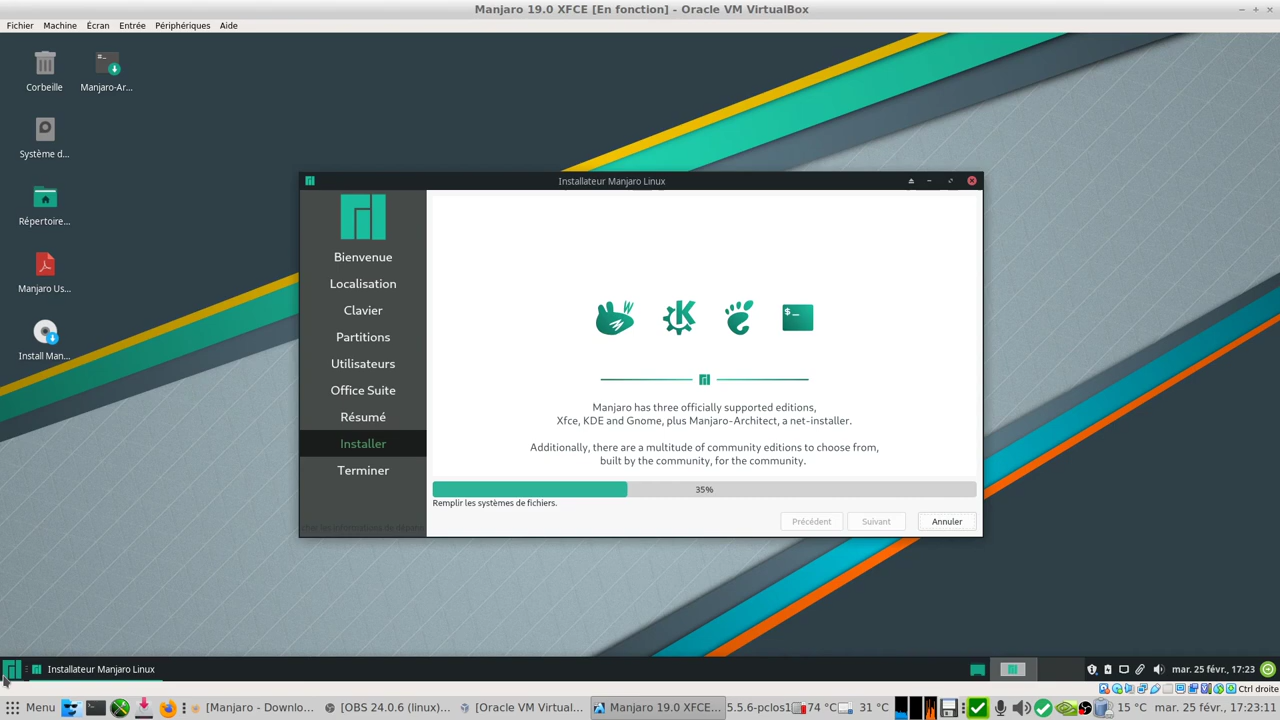 Manjaro 19.0 XFCE [En fonction] - Oracle VM VirtualBox
Fichier Machine Écran Entrée Périphériques Aide
Corbeille
Manjaro-Ar...
Système d...
Répertoire...
Manjaro Us...
Install Man...
Installateur Manjaro Linux
Bienvenue
Localisation
Clavier
Partitions
Utilisateurs
Office Suite
Résumé
Installer
Terminer
$-
Manjaro has three officially supported editions,
Xfce, KDE and Gnome, plus Manjaro-Architect, a net-installer.
Additionally, there are a multitude of community editions to choose from,
built by the community, for the community.
35%
Remplir les systèmes de fichiers.
Précédent Suivant Annuler
Installateur Manjaro Linux
mar. 25 févr., 17:23
Ctrl droite
Menu
[Manjaro - Downlo...
[OBS 24.0.6 (linux)...
[Oracle VM Virtual...
Manjaro 19.0 XFCE...
31 °C
15 °C
mar. 25 févr., 17:23:11